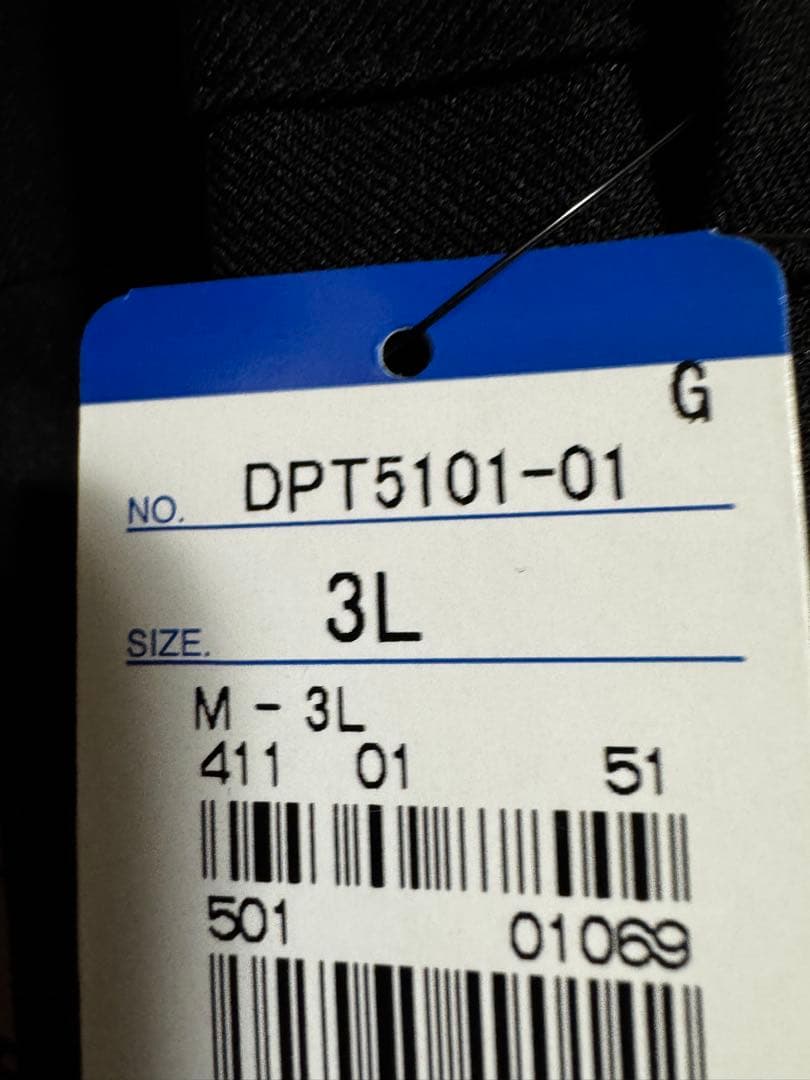 G
NO. DPT5101-01
SIZE. 3L
M - 3L
411 01 51
501 01069